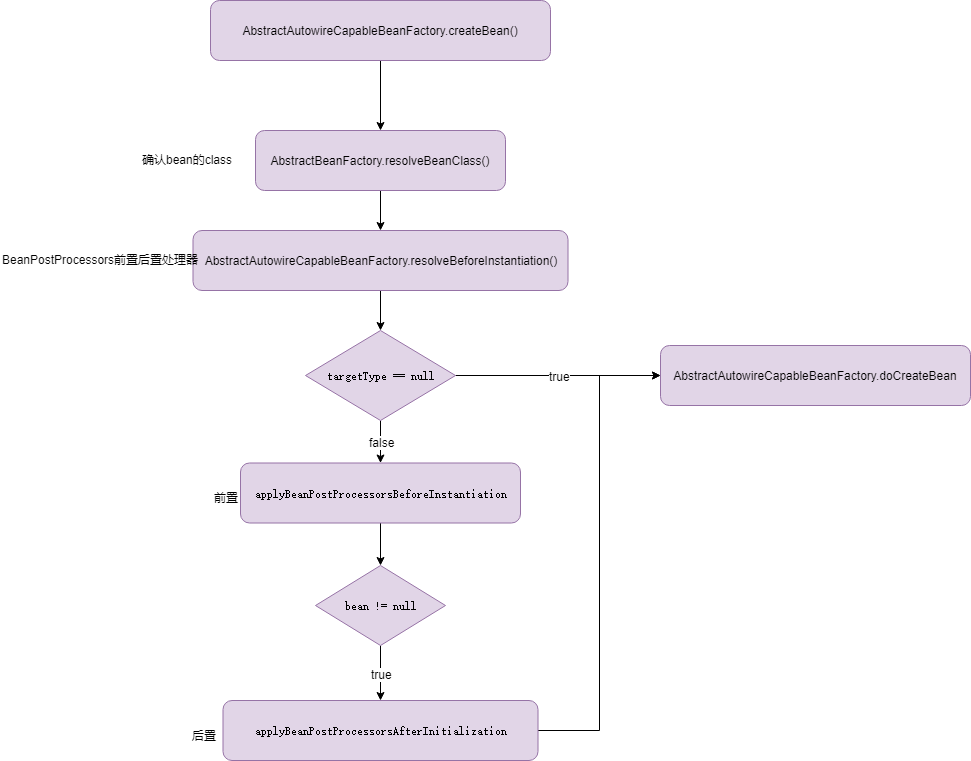 AbstractAutowireCapableBeanFactory.createBean()
确认bean的class
AbstractBeanFactory.resolveBeanClass()
BeanPostProcessors前置后置处理器
AbstractAutowireCapableBeanFactory.resolveBeforeInstantiation()
targetType == null
true
AbstractAutowireCapableBeanFactory.doCreateBean
false
前置
applyBeanPostProcessorsBeforeInstantiation
bean != null
true
后置
applyBeanPostProcessorsAfterInitialization